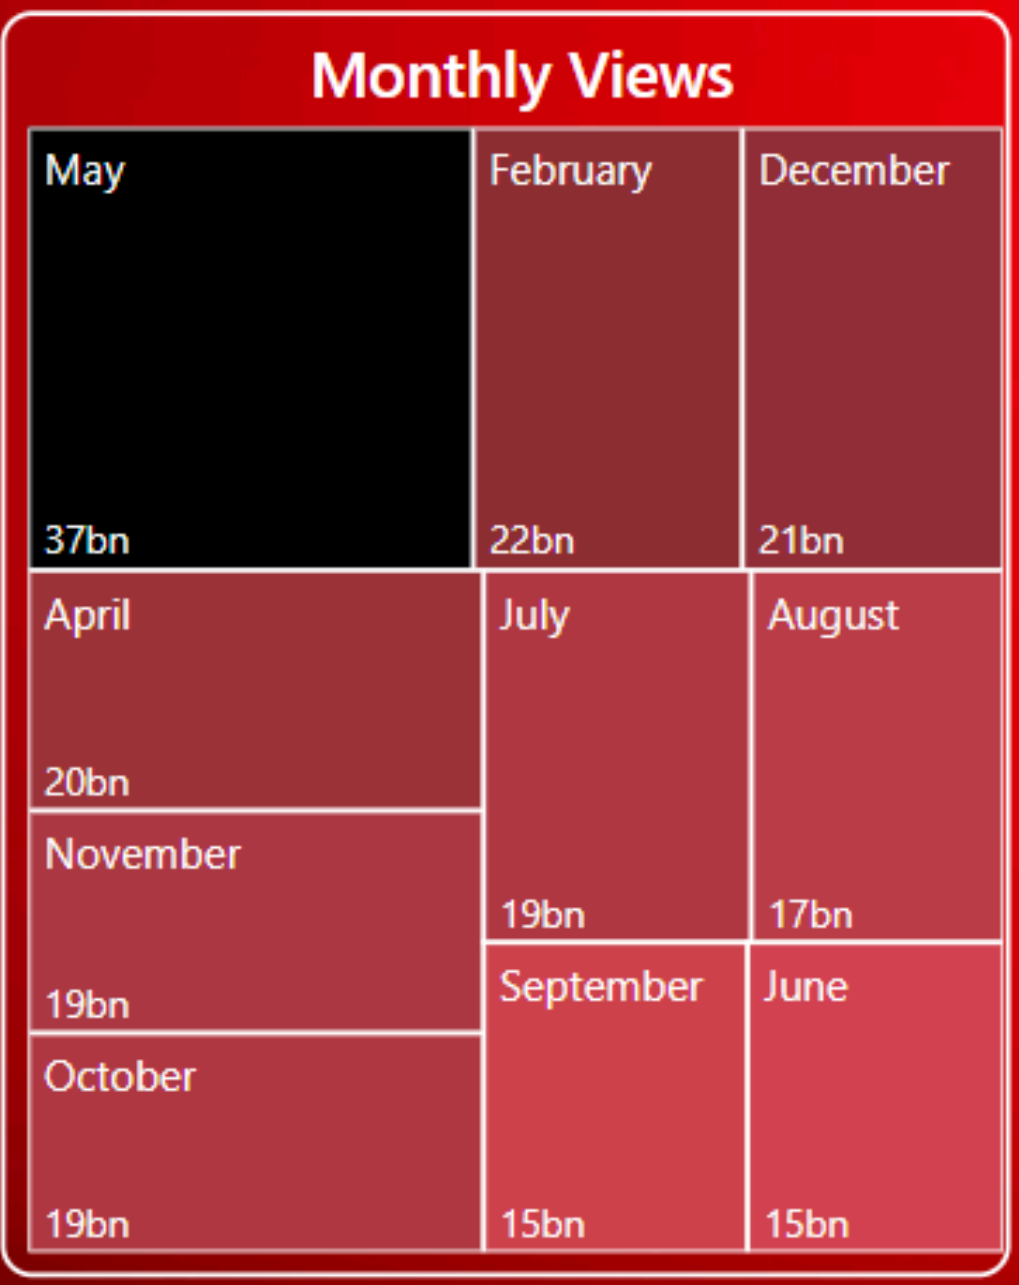 Monthly Views
May
37bn
February
22bn
December
21bn
April
20bn
November
19bn
October
19bn
July
19bn
August
17bn
September
15bn
June
15bn